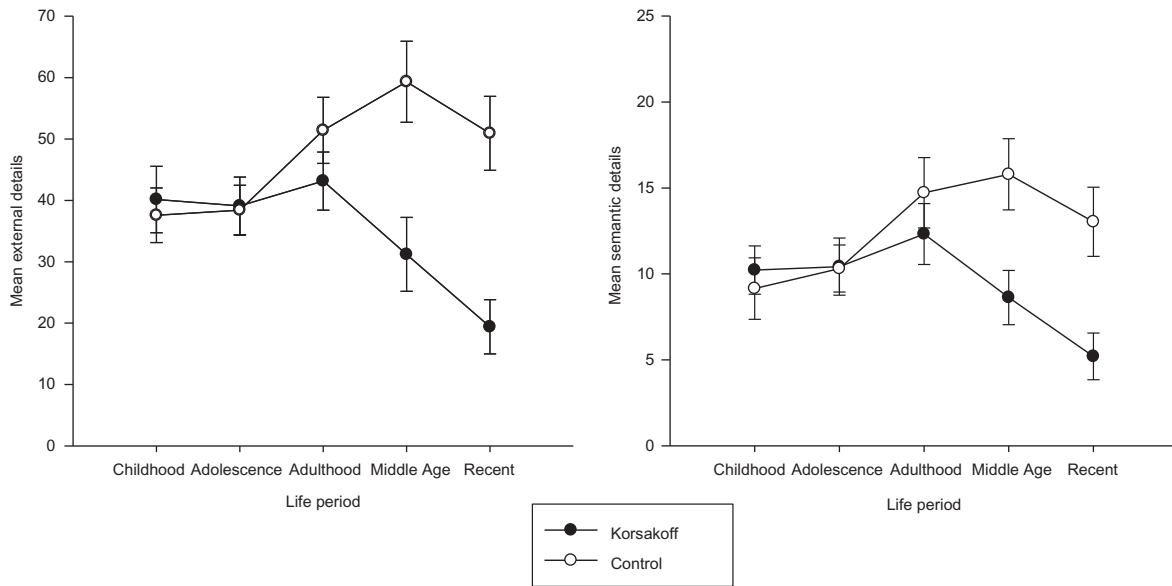 70
60
50
40
30
20
10
0
Mean external details
Childhood Adolescence Adulthood Middle Age Recent
Life period
25
20
15
10
5
0
Mean semantic details
Childhood Adolescence Adulthood Middle Age Recent
Life period
Korsakoff
Control